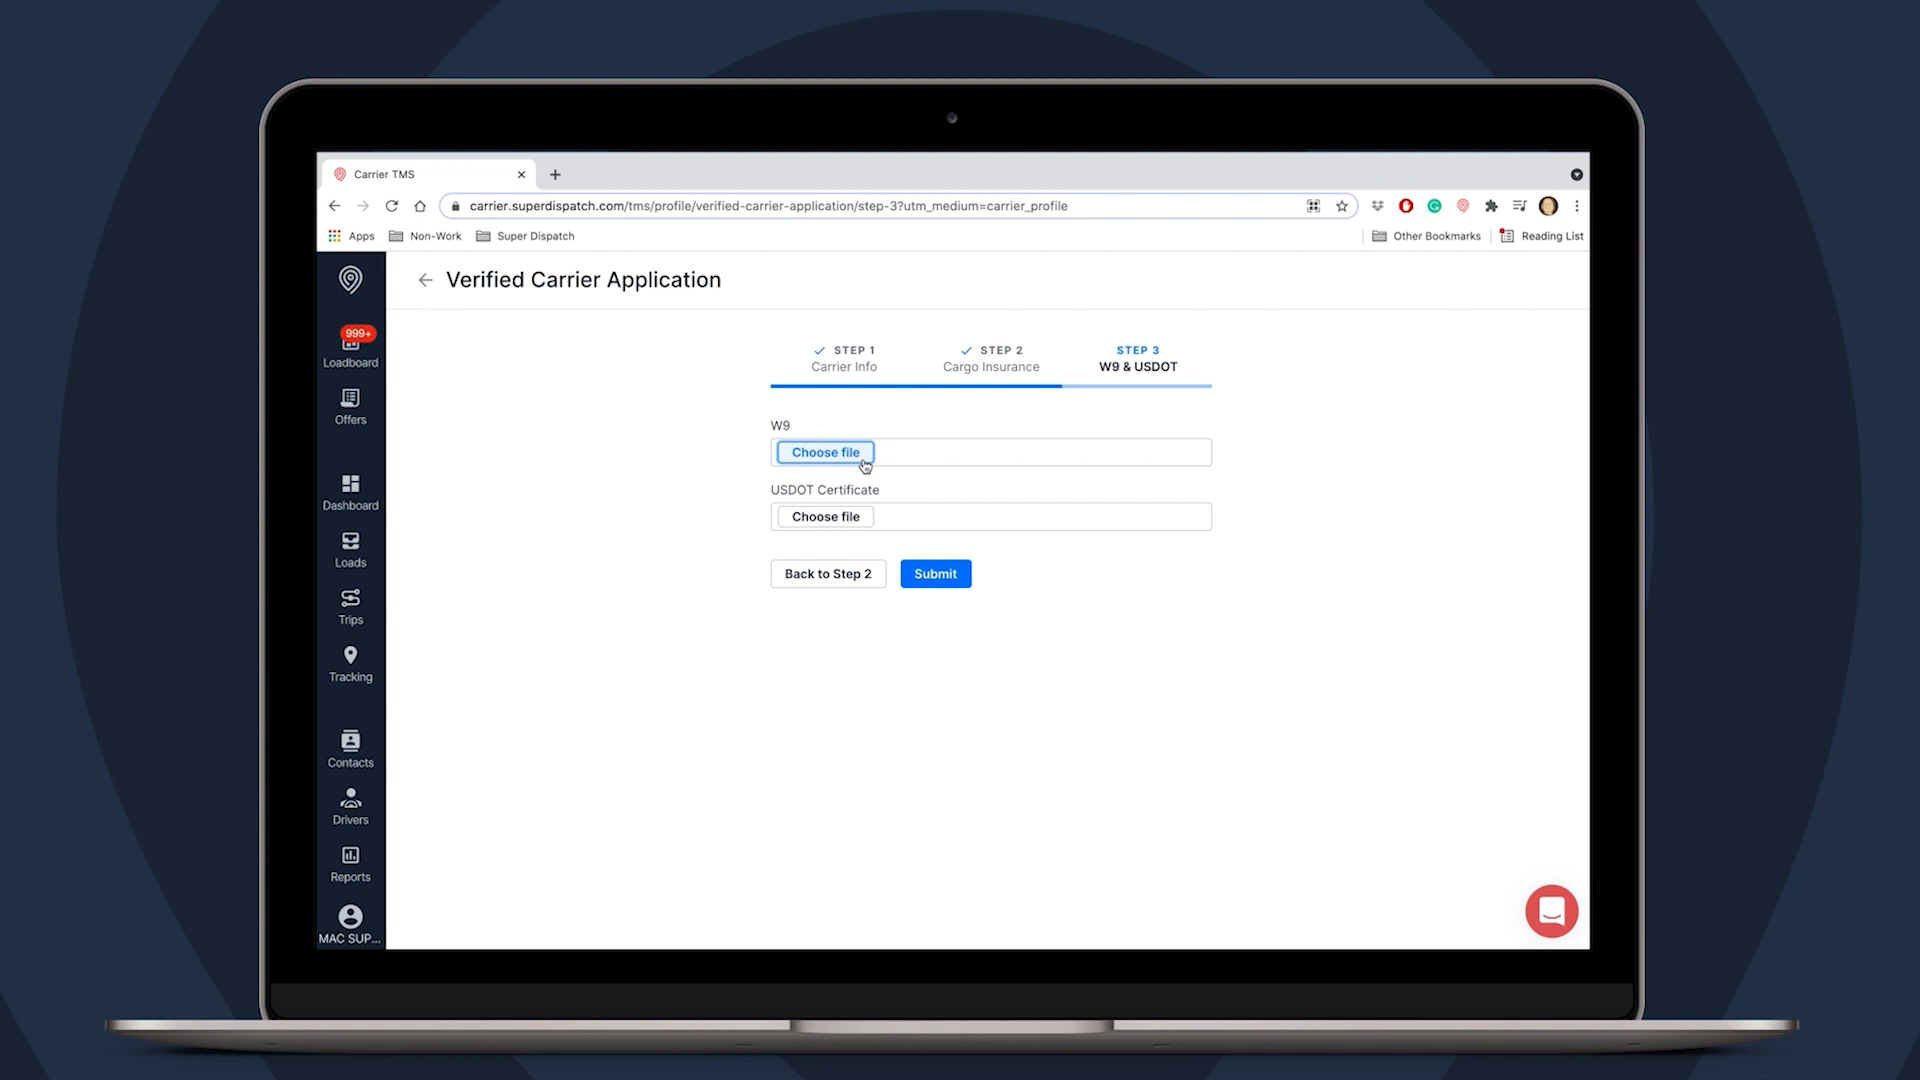 Carrier TMS
carrier.superdispatch.com/tms/profile/verified-carrier-application/step-3?utm_medium=carrier_profile
Apps Non-Work Super Dispatch Other Bookmarks Reading List
Verified Carrier Application
999+
Loadboard
Offers
Dashboard
Loads
Trips
Tracking
Contacts
Drivers
Reports
MAC SUP...
STEP 1
Carrier Info
STEP 2
Cargo Insurance
STEP 3
W9 & USDOT
W9
Choose file
USDOT Certificate
Choose file
Back to Step 2 Submit